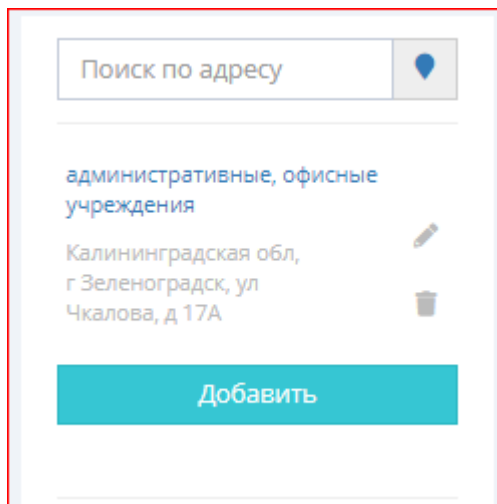 Поиск по адресу
административные, офисные
учреждения
Калининградская обл,
г Зеленоградск, ул
Чкалова, д 17А
Добавить